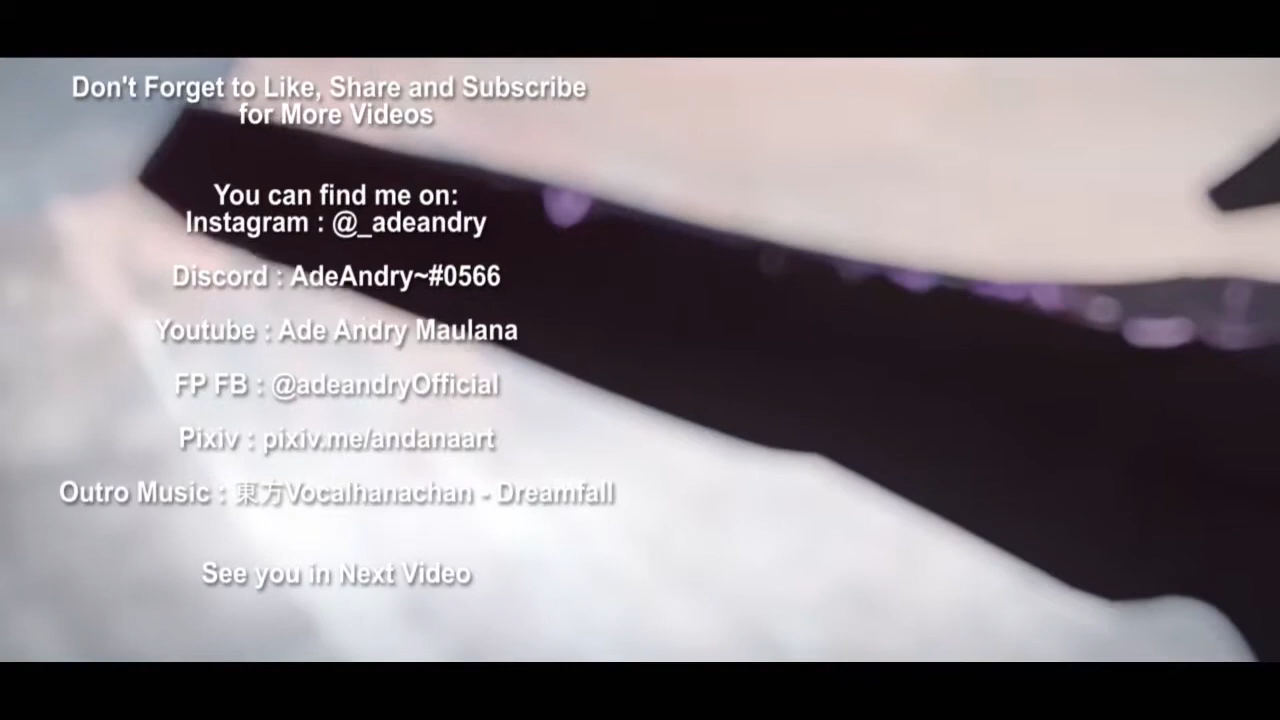 Don't Forget to Like, Share and Subscribe
for More Videos
You can find me on:
Instagram : @_adeandry
Discord : AdeAndry~#0566
Youtube : Ade Andry Maulana
FP FB : @adeandryOfficial
Pixiv : pixiv.me/andanaart
Outro Music : 東方Vocalhanachan - Dreamfall
See you in Next Video